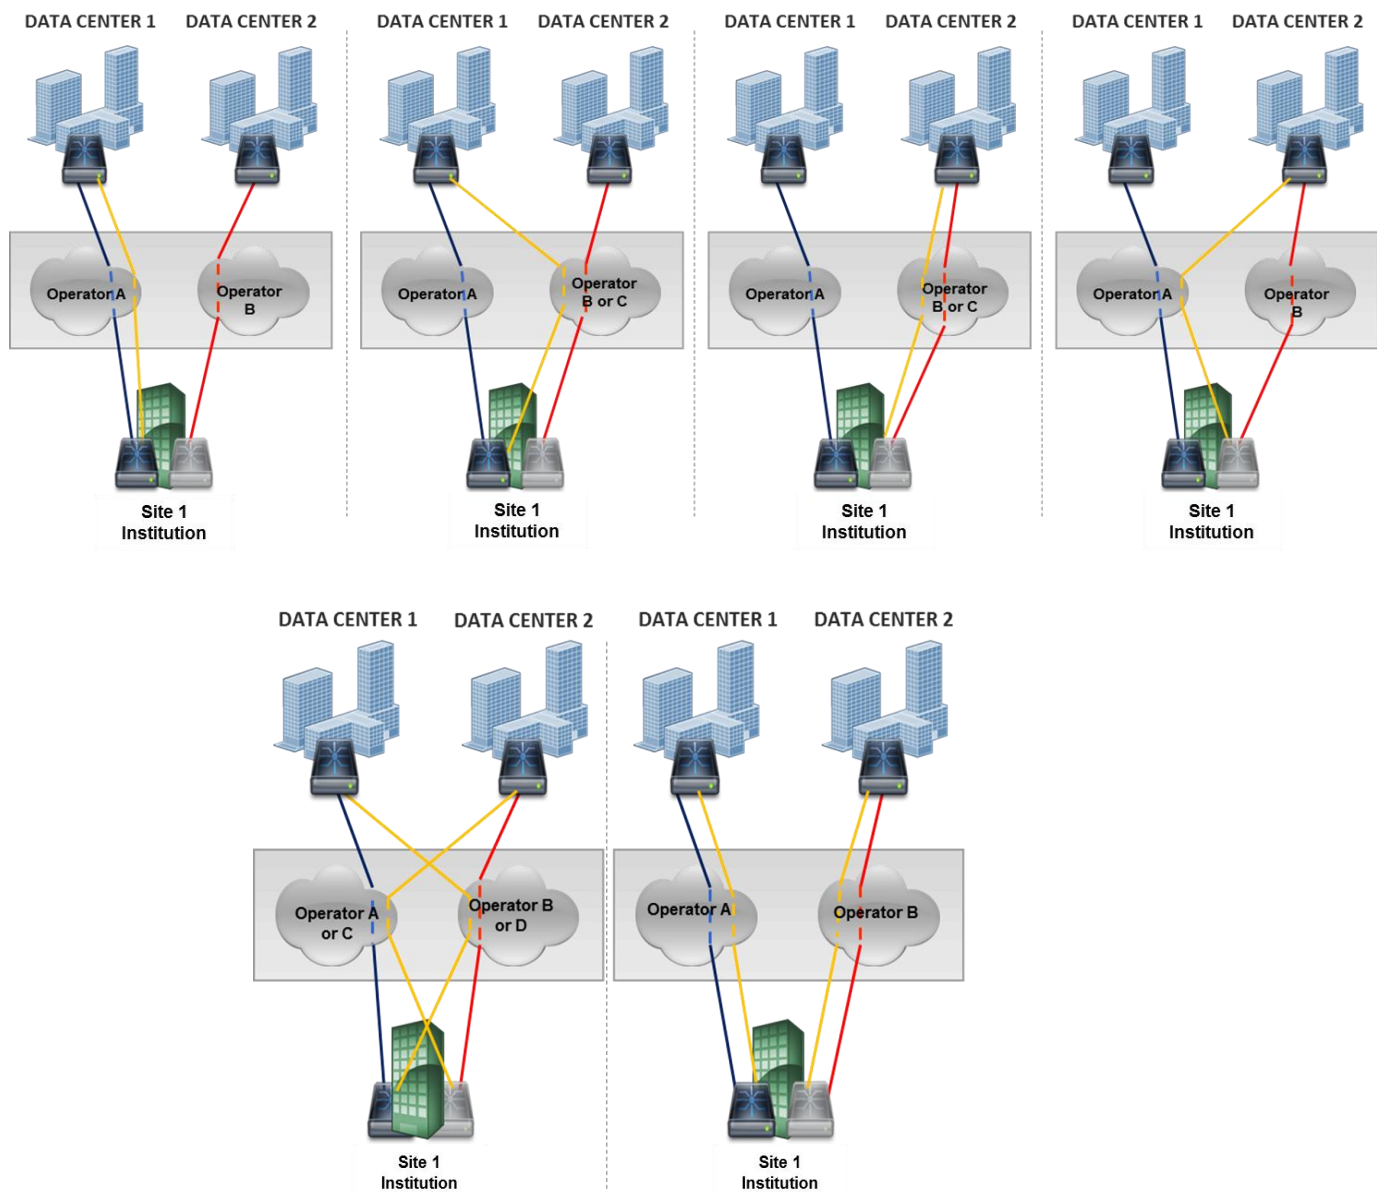 DATA CENTER 1
DATA CENTER 2
Operator A
Operator
B
Site 1
Institution
DATA CENTER 1
DATA CENTER 2
Operator A
Operator
B or C
Site 1
Institution
DATA CENTER 1
DATA CENTER 2
Operator A
Operator
B or C
Site 1
Institution
DATA CENTER 1
DATA CENTER 2
Operator A
Operator
B
Site 1
Institution
DATA CENTER 1
DATA CENTER 2
Operator A
or C
Operator B
or D
Site 1
Institution
DATA CENTER 1
DATA CENTER 2
Operator A
Operator B
Site 1
Institution